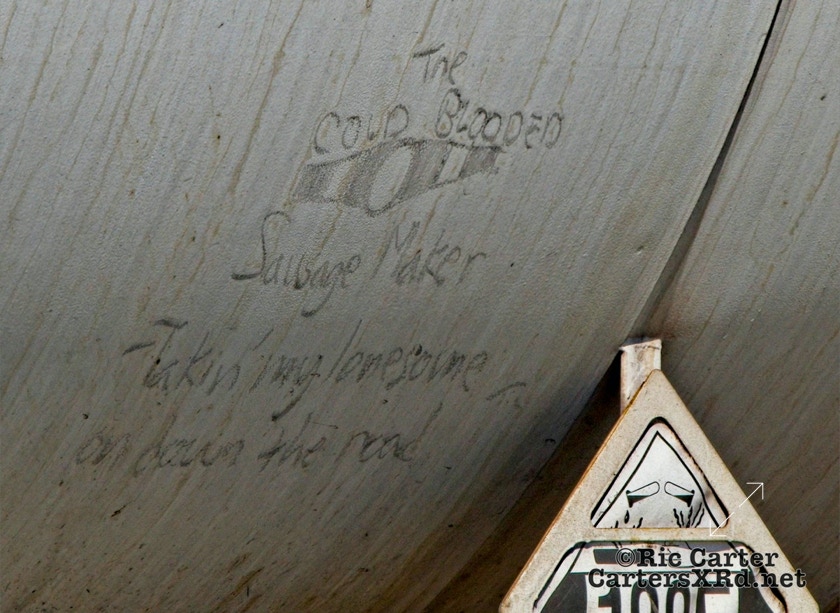 The
COLD BLOODED
Sausage Maker
-Takin' my lonesome
on down the road
©Ric Carter
CartersXRd.net